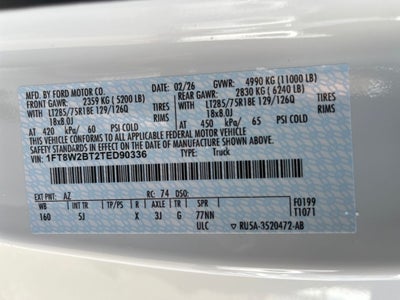 MFD. BY FORD MOTOR CO.
02/26 GVWR: 4990 KG (11000 LB)
FRONT GAWR: 2359 KG (5200 LB) REAR GAWR: 2830 KG (6240 LB)
WITH LT285/75R18E 129/126Q WITH LT285/75R18E 129/126Q
TIRES TIRES
18x8.0J RIMS 18x8.0J RIMS
AT 420 kPa/ 60 PSI COLD AT 450 kPa/ 65 PSI COLD
THIS VEHICLE CONFORMS TO ALL APPLICABLE FEDERAL MOTOR VEHICLE
SAFETY STANDARDS IN EFFECT ON THE DATE OF MANUFACTURE SHOWN ABOVE.
VIN: 1FT8W2BT2TED90336 TYPE: Truck
EXT PNT: AZ RC: 74 DSO: F0199
WB INT TR TP/PS R AXLE TR SPR T1071
160 5J X 3J G 77NN
ULC RU5A-3520472-AB